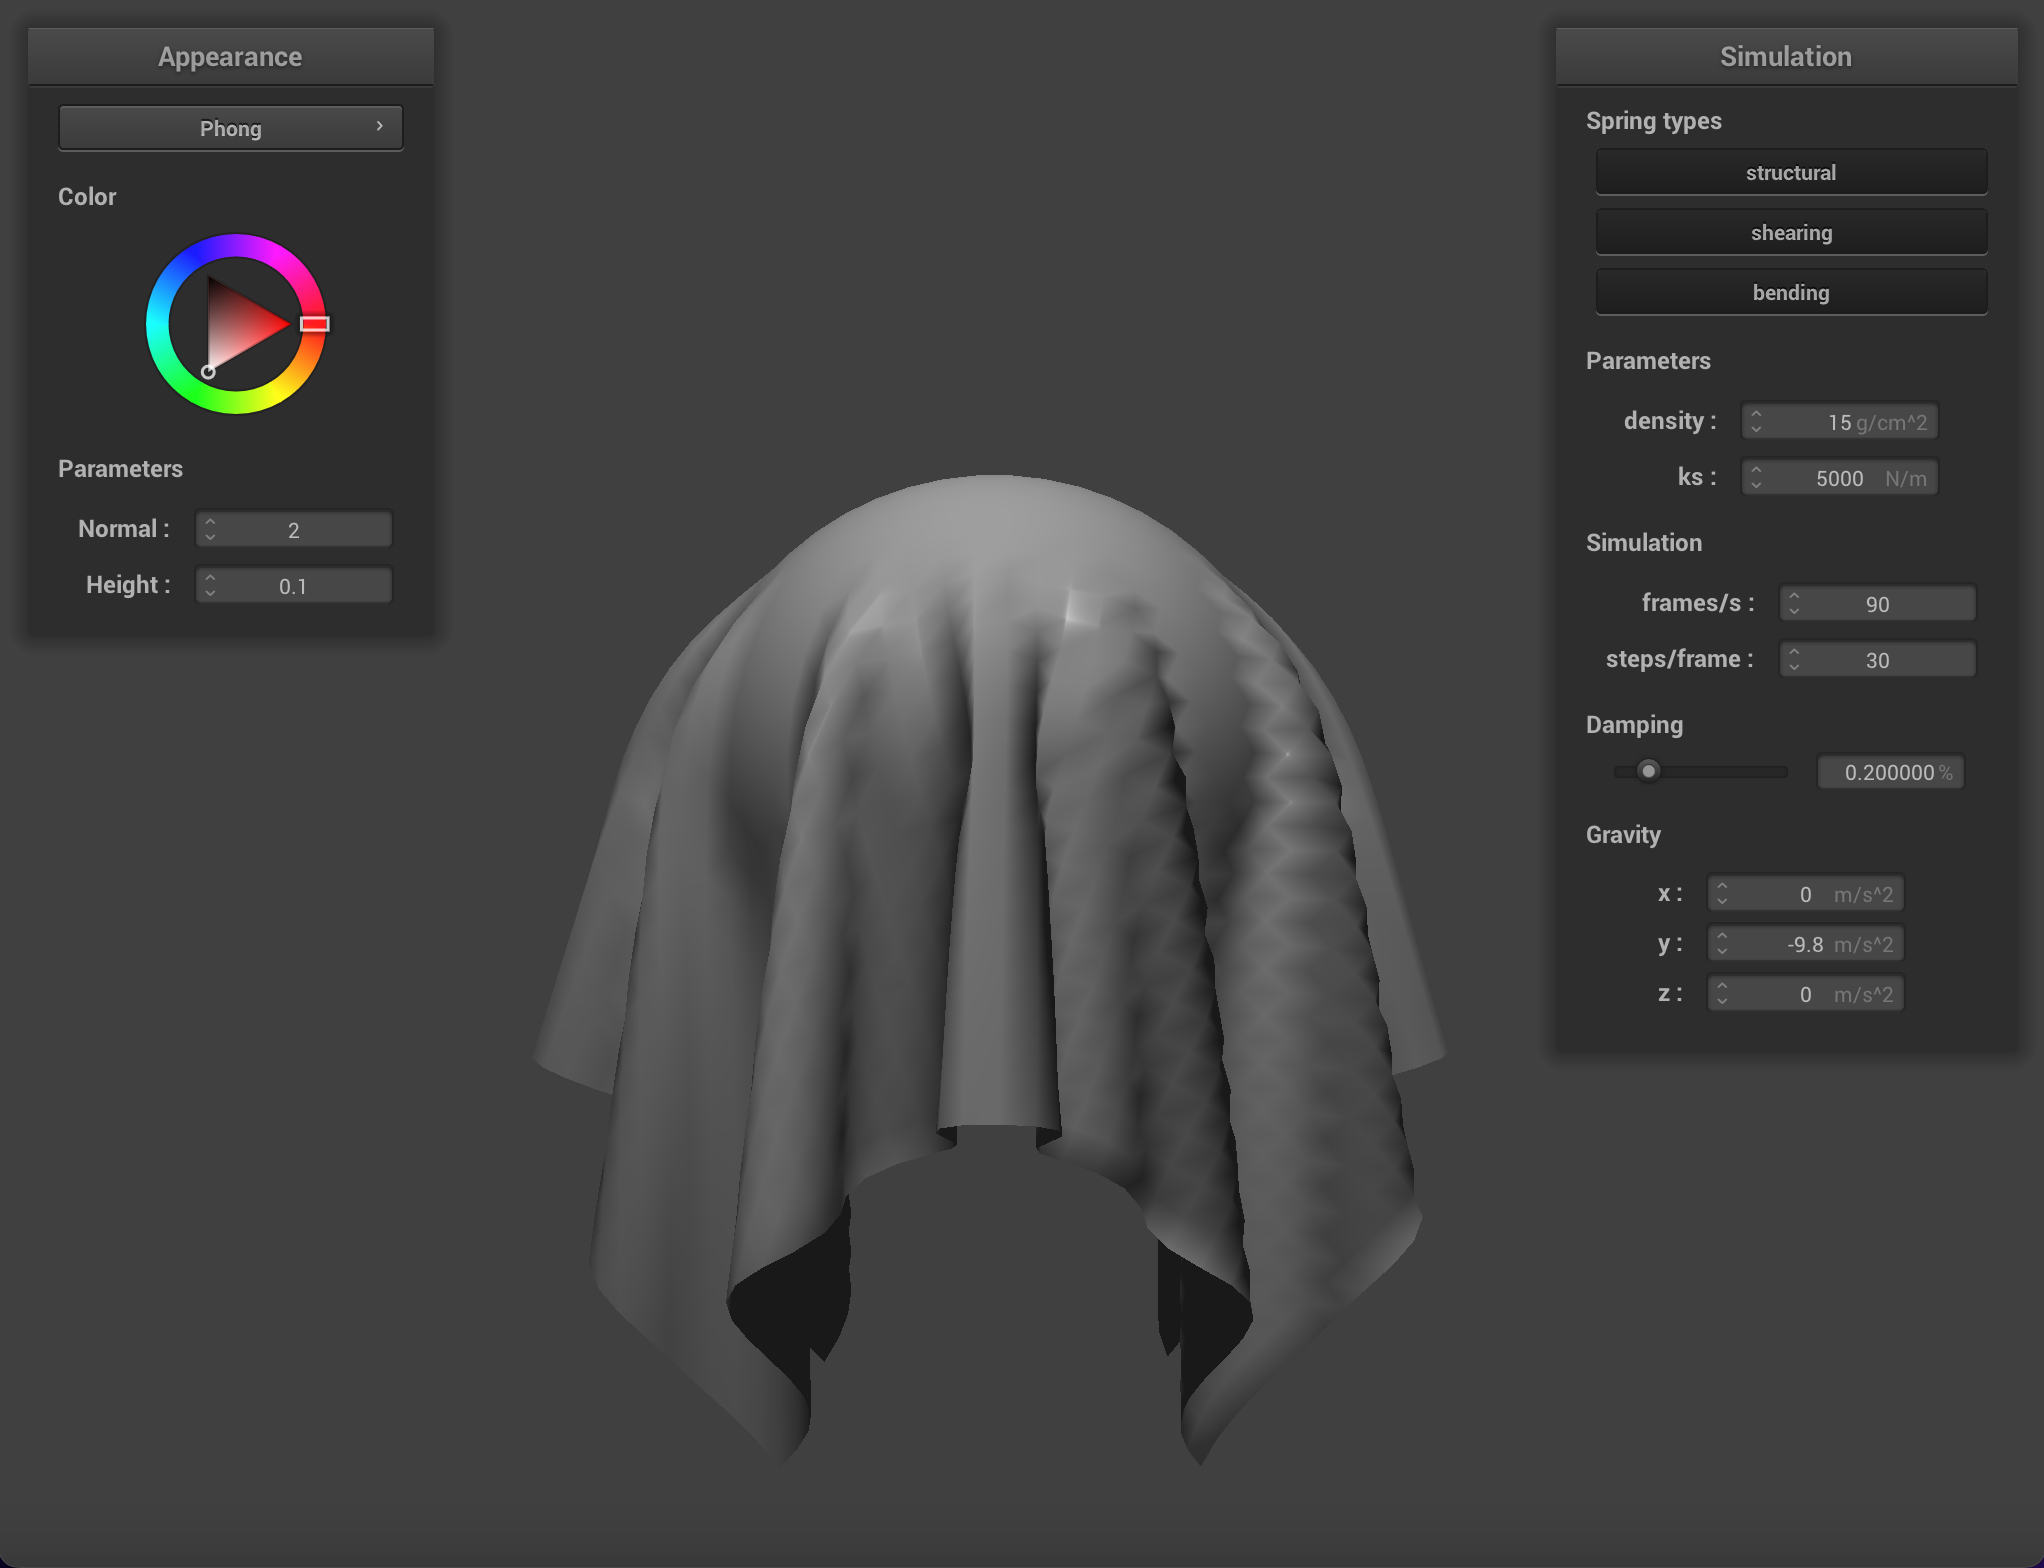 Appearance
Phong
Color
Parameters
Normal : 2
Height : 0.1
Simulation
Spring types
structural
shearing
bending
Parameters
density : 15 g/cm^2
ks : 5000 N/m
Simulation
frames/s : 90
steps/frame : 30
Damping
0.200000 %
Gravity
x : 0 m/s^2
y : -9.8 m/s^2
z : 0 m/s^2